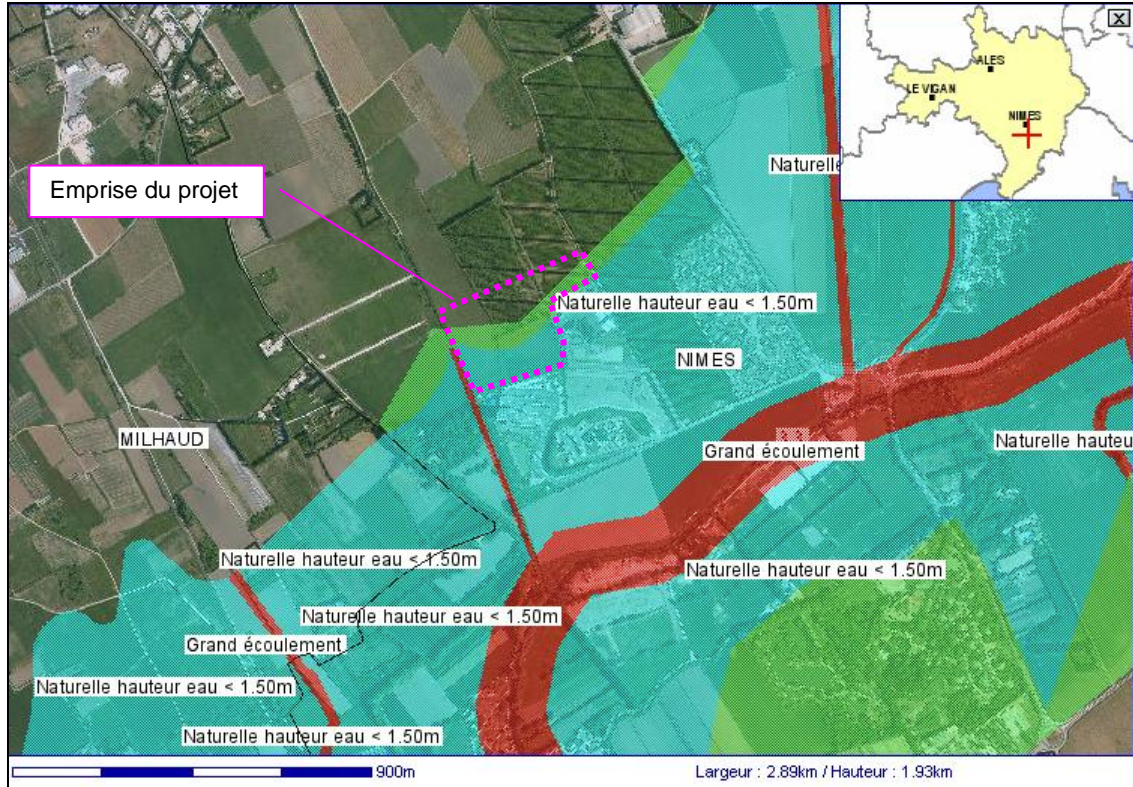 X
ALES
LE VIGAN
NIMES
Naturelle
Emprise du projet
Naturelle hauteur eau < 1.50m
NIMES
MILHAUD
Grand écoulement
Naturelle hauteur
Naturelle hauteur eau < 1.50m
Naturelle hauteur eau < 1.50m
Naturelle hauteur eau < 1.50m
Grand écoulement
Naturelle hauteur eau < 1.50m
Naturelle hauteur eau < 1.50m
900m
Largeur : 2.89km / Hauteur : 1.93km